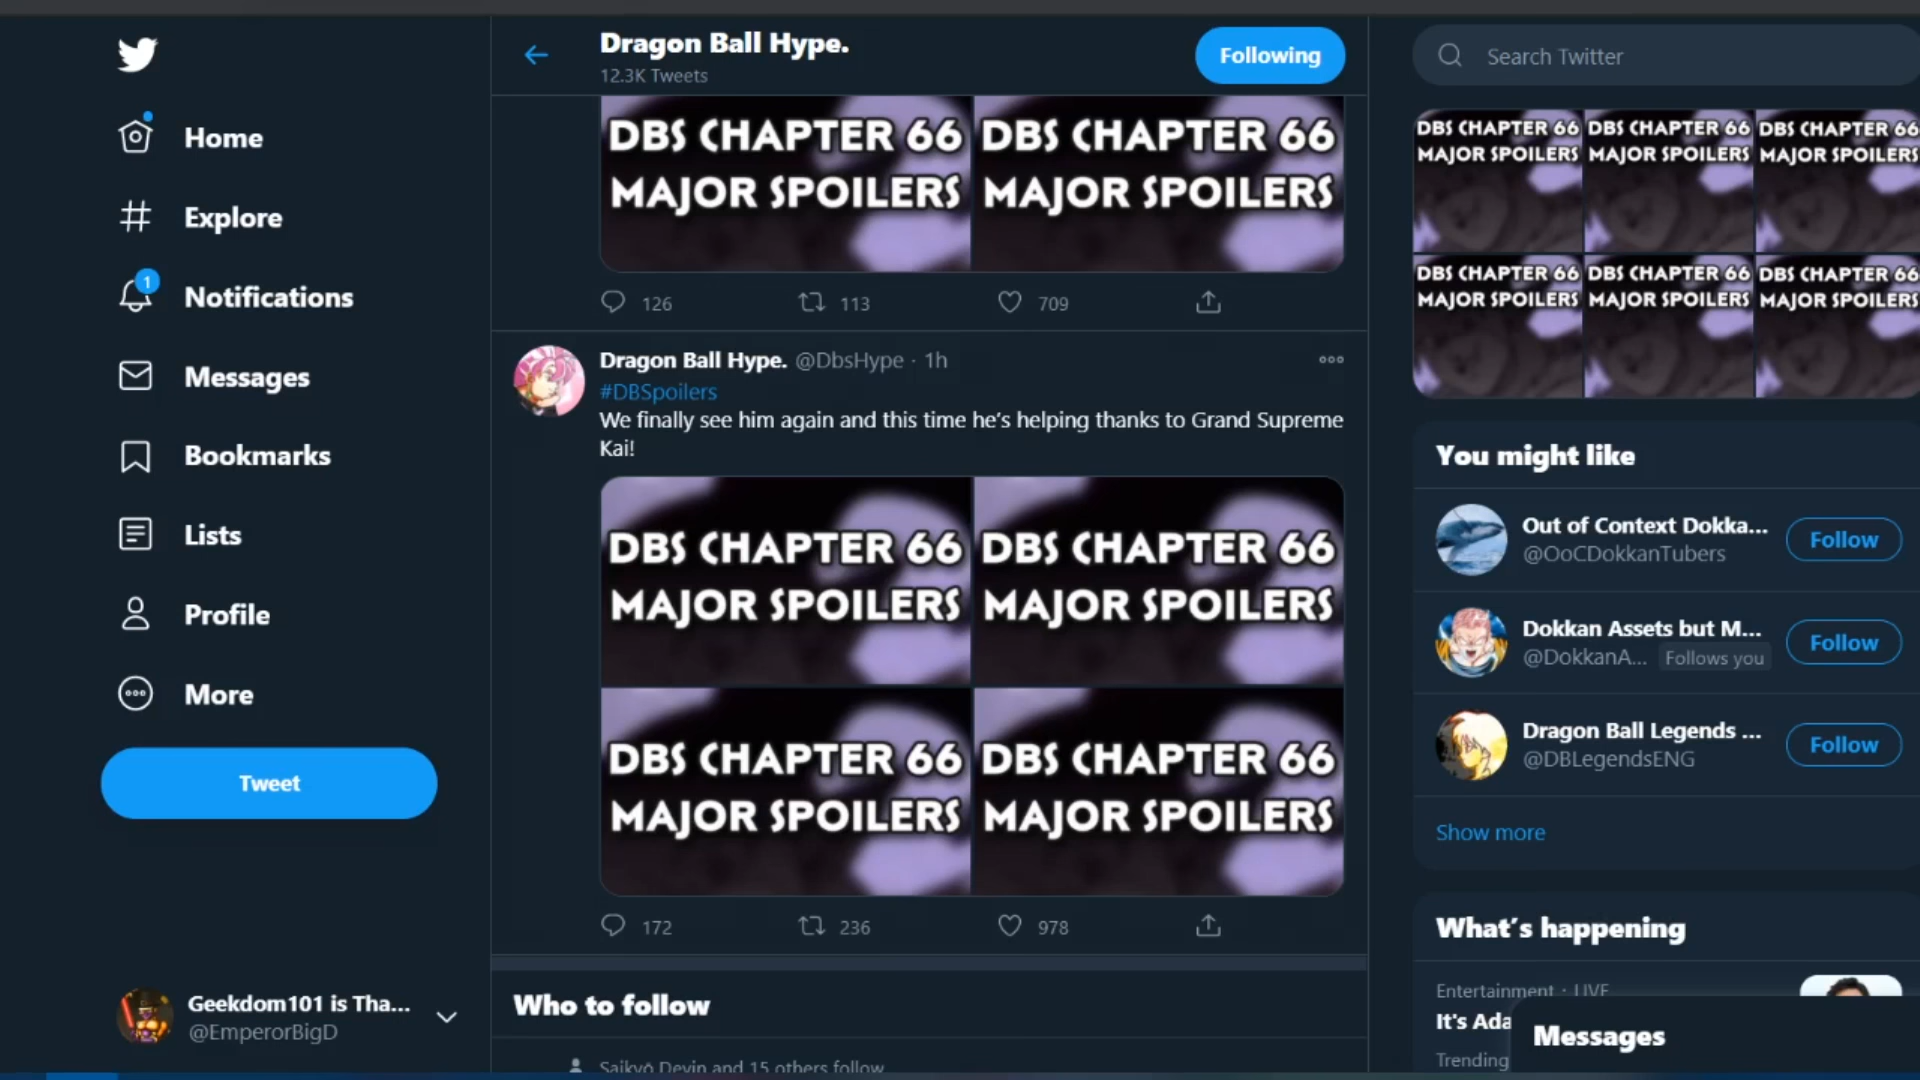 Home
Explore
1
Notifications
Messages
Bookmarks
Lists
Profile
More
Tweet
Geekdom101 is Tha...
@EmperorBigD
Dragon Ball Hype.
12.3K Tweets
Following
DBS CHAPTER 66
MAJOR SPOILERS
DBS CHAPTER 66
MAJOR SPOILERS
126
113
709
Dragon Ball Hype. @DbsHype · 1h
#DBSpoilers
We finally see him again and this time he's helping thanks to Grand Supreme
Kai!
DBS CHAPTER 66
MAJOR SPOILERS
DBS CHAPTER 66
MAJOR SPOILERS
DBS CHAPTER 66
MAJOR SPOILERS
DBS CHAPTER 66
MAJOR SPOILERS
172
236
978
Who to follow
Saikyō Devin and 15 others follow
Search Twitter
DBS CHAPTER 66
MAJOR SPOILERS
DBS CHAPTER 66
MAJOR SPOILERS
DBS CHAPTER 66
MAJOR SPOILERS
DBS CHAPTER 66
MAJOR SPOILERS
DBS CHAPTER 66
MAJOR SPOILERS
DBS CHAPTER 66
MAJOR SPOILERS
You might like
Out of Context Dokka...
@OoCDokkanTubers
Follow
Dokkan Assets but M...
@DokkanA... Follows you
Follow
Dragon Ball Legends ...
@DBLegendsENG
Follow
Show more
What's happening
Entertainment · LIVE
It's Ada
Trending
Messages